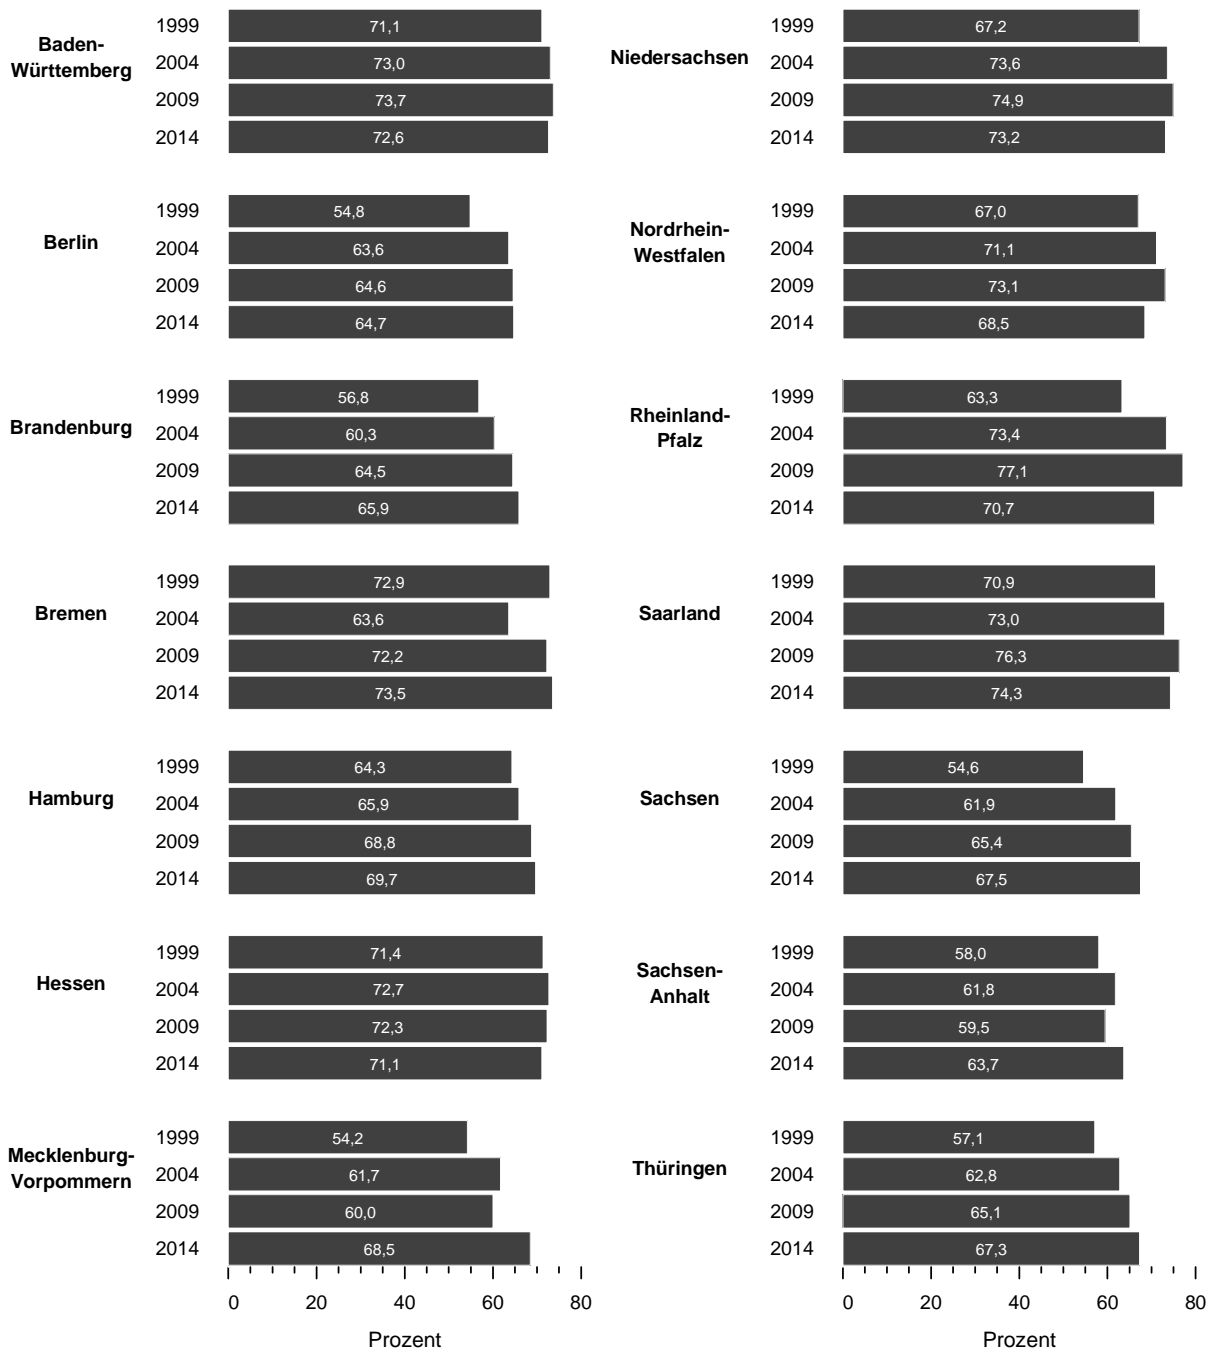 Baden-
Württemberg
1999 71,1
2004 73,0
2009 73,7
2014 72,6
Berlin
1999 54,8
2004 63,6
2009 64,6
2014 64,7
Brandenburg
1999 56,8
2004 60,3
2009 64,5
2014 65,9
Bremen
1999 72,9
2004 63,6
2009 72,2
2014 73,5
Hamburg
1999 64,3
2004 65,9
2009 68,8
2014 69,7
Hessen
1999 71,4
2004 72,7
2009 72,3
2014 71,1
Mecklenburg-
Vorpommern
1999 54,2
2004 61,7
2009 60,0
2014 68,5
0 20 40 60 80
Prozent
Niedersachsen
1999 67,2
2004 73,6
2009 74,9
2014 73,2
Nordrhein-
Westfalen
1999 67,0
2004 71,1
2009 73,1
2014 68,5
Rheinland-
Pfalz
1999 63,3
2004 73,4
2009 77,1
2014 70,7
Saarland
1999 70,9
2004 73,0
2009 76,3
2014 74,3
Sachsen
1999 54,6
2004 61,9
2009 65,4
2014 67,5
Sachsen-
Anhalt
1999 58,0
2004 61,8
2009 59,5
2014 63,7
Thüringen
1999 57,1
2004 62,8
2009 65,1
2014 67,3
0 20 40 60 80
Prozent